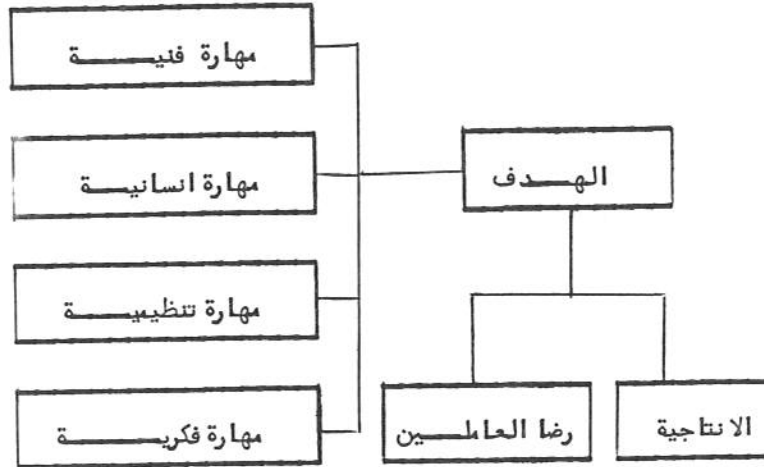 مهارة فنية
مهارة انسانية
الهدف
مهارة تنظيمية
مهارة فكرية
رضا العاملين
الانتاجية